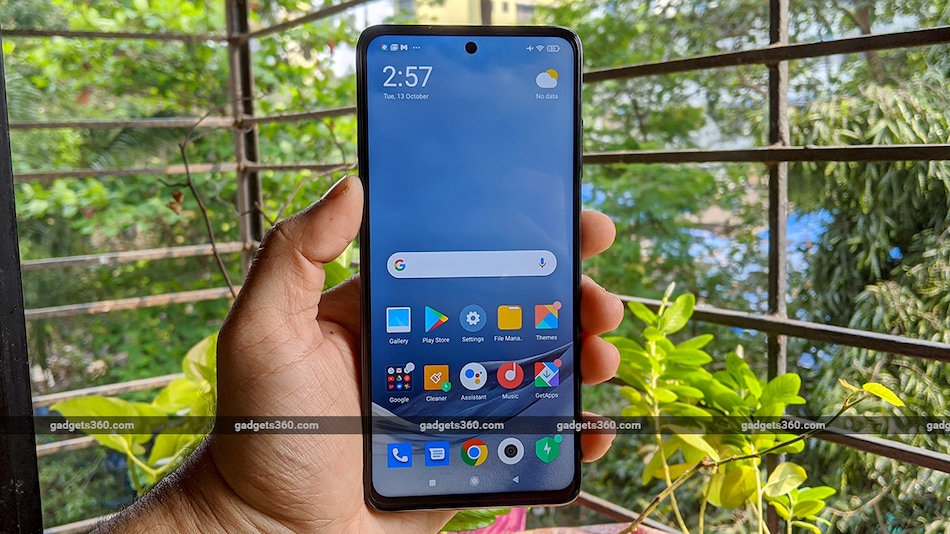 2:57
Tue, 13 October
No data
G
Gallery Play Store Settings File Mana.. Themes
Google Cleaner Assistant Music GetApps
gadgets360.com gadgets360.com gadgets360.com gadgets360.com gadgets360.com gad